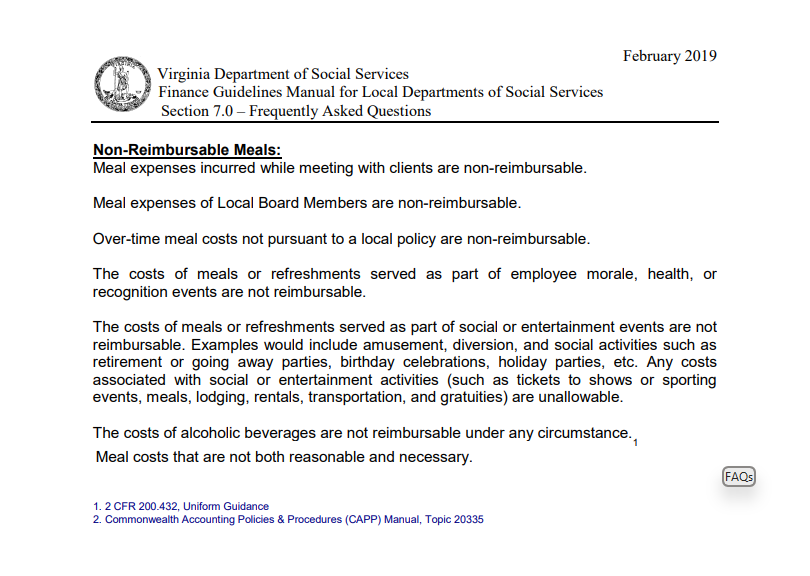 February 2019
Virginia Department of Social Services
Finance Guidelines Manual for Local Departments of Social Services
Section 7.0 – Frequently Asked Questions
Non-Reimbursable Meals:
Meal expenses incurred while meeting with clients are non-reimbursable.
Meal expenses of Local Board Members are non-reimbursable.
Over-time meal costs not pursuant to a local policy are non-reimbursable.
The costs of meals or refreshments served as part of employee morale, health, or
recognition events are not reimbursable.
The costs of meals or refreshments served as part of social or entertainment events are not
reimbursable. Examples would include amusement, diversion, and social activities such as
retirement or going away parties, birthday celebrations, holiday parties, etc. Any costs
associated with social or entertainment activities (such as tickets to shows or sporting
events, meals, lodging, rentals, transportation, and gratuities) are unallowable.
The costs of alcoholic beverages are not reimbursable under any circumstance.1
Meal costs that are not both reasonable and necessary.
FAQs
1. 2 CFR 200.432, Uniform Guidance
2. Commonwealth Accounting Policies & Procedures (CAPP) Manual, Topic 20335